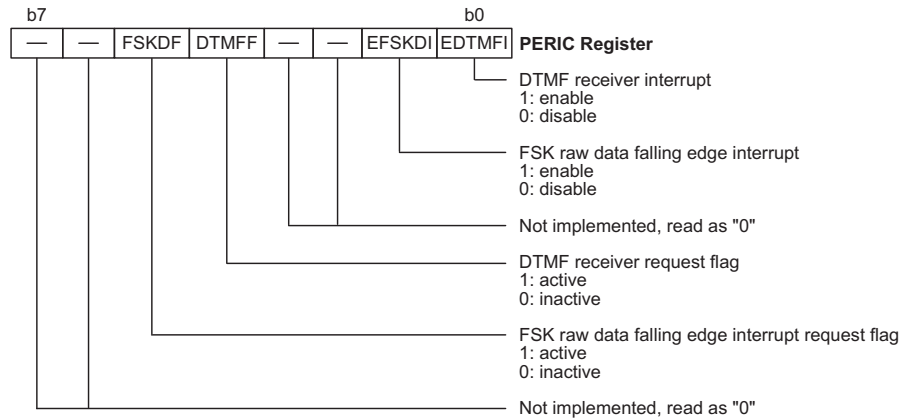 b7 b0
— — FSKDF DTMFF — — EFSKDI EDTMFI PERIC Register
DTMF receiver interrupt
1: enable
0: disable
FSK raw data falling edge interrupt
1: enable
0: disable
Not implemented, read as "0"
DTMF receiver request flag
1: active
0: inactive
FSK raw data falling edge interrupt request flag
1: active
0: inactive
Not implemented, read as "0"